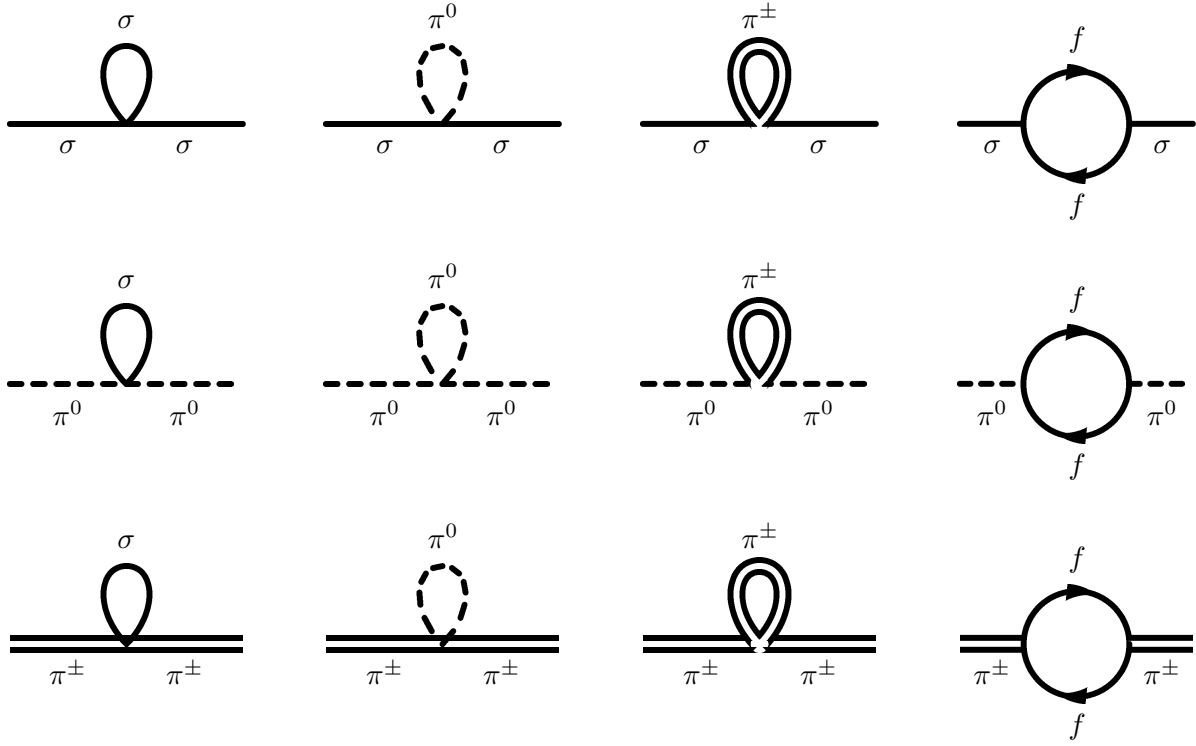 σ π⁰ π± f
σ σ σ σ σ σ σ σ
f
σ π⁰ π± f
π⁰ π⁰ π⁰ π⁰ π⁰ π⁰ π⁰ π⁰
f
σ π⁰ π± f
π± π± π± π± π± π± π± π±
f